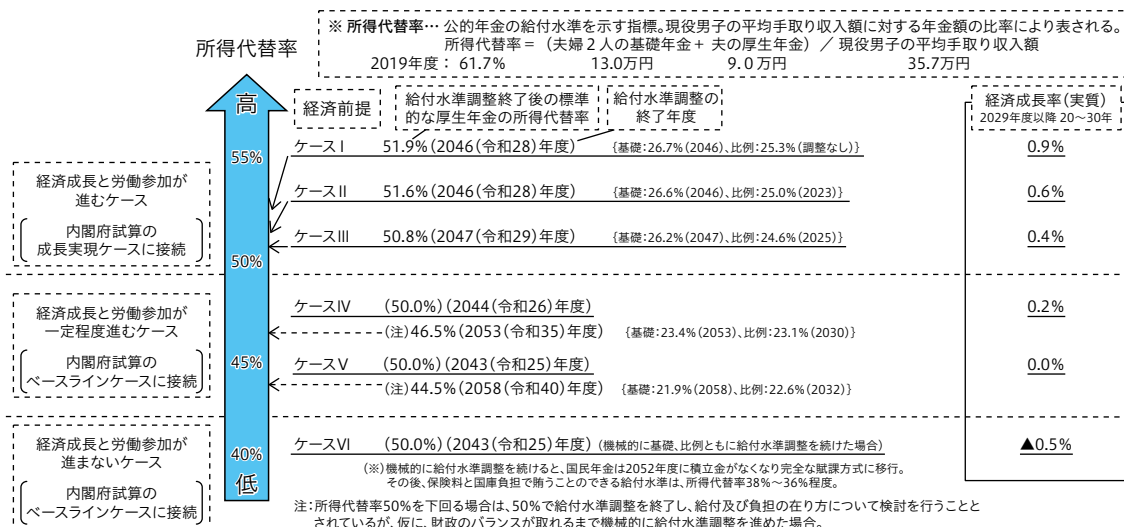 ※ 所得代替率… 公的年金の給付水準を示す指標。現役男子の平均手取り収入額に対する年金額の比率により表される。
所得代替率＝（夫婦２人の基礎年金＋ 夫の厚生年金）／ 現役男子の平均手取り収入額
2019年度： 61.7% 13.0万円 9.0万円 35.7万円
所得代替率
高
経済前提
給付水準調整終了後の標準
的な厚生年金の所得代替率
給付水準調整の
終了年度
経済成長率（実質）
2029年度以降 20〜30年
55%
ケースⅠ 51.9%（2046（令和28）年度） {基礎：26.7%（2046）、比例：25.3%（調整なし）} 0.9%
経済成長と労働参加が
進むケース
内閣府試算の
成長実現ケースに接続
ケースⅡ 51.6%（2046（令和28）年度） {基礎：26.6%（2046）、比例：25.0%（2023）} 0.6%
ケースⅢ 50.8%（2047（令和29）年度） {基礎：26.2%（2047）、比例：24.6%（2025）} 0.4%
50%
経済成長と労働参加が
一定程度進むケース
内閣府試算の
ベースラインケースに接続
ケースⅣ （50.0%）（2044（令和26）年度） 0.2%
（注）46.5%（2053（令和35）年度） {基礎：23.4%（2053）、比例：23.1%（2030）}
45%
ケースⅤ （50.0%）（2043（令和25）年度） 0.0%
（注）44.5%（2058（令和40）年度） {基礎：21.9%（2058）、比例：22.6%（2032）}
経済成長と労働参加が
進まないケース
内閣府試算の
ベースラインケースに接続
40%
低
ケースⅥ （50.0%）（2043（令和25）年度）（機械的に基礎、比例ともに給付水準調整を続けた場合） ▲0.5%
（※）機械的に給付水準調整を続けると、国民年金は2052年度に積立金がなくなり完全な賦課方式に移行。
その後、保険料と国庫負担で賄うことのできる給付水準は、所得代替率38%〜36%程度。
注：所得代替率50%を下回る場合は、50%で給付水準調整を終了し、給付及び負担の在り方について検討を行うことと
されているが、仮に、財政のバランスが取れるまで機械的に給付水準調整を進めた場合。